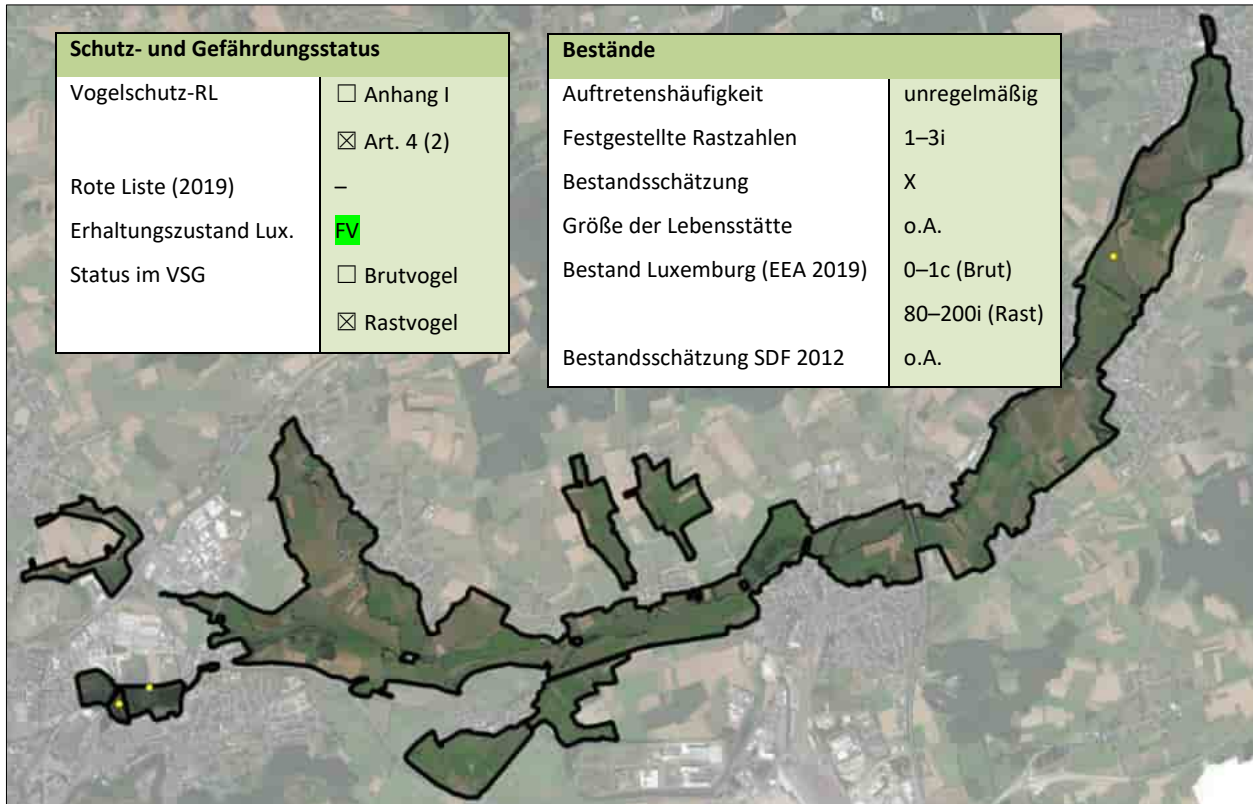 Schutz- und Gefährdungsstatus
Vogelschutz-RL ☐ Anhang I
☒ Art. 4 (2)
Rote Liste (2019) –
Erhaltungszustand Lux. FV
Status im VSG ☐ Brutvogel
☒ Rastvogel
Bestände
Auftretenshäufigkeit unregelmäßig
Festgestellte Rastzahlen 1–3i
Bestandsschätzung X
Größe der Lebensstätte o.A.
Bestand Luxemburg (EEA 2019) 0–1c (Brut)
80–200i (Rast)
Bestandsschätzung SDF 2012 o.A.